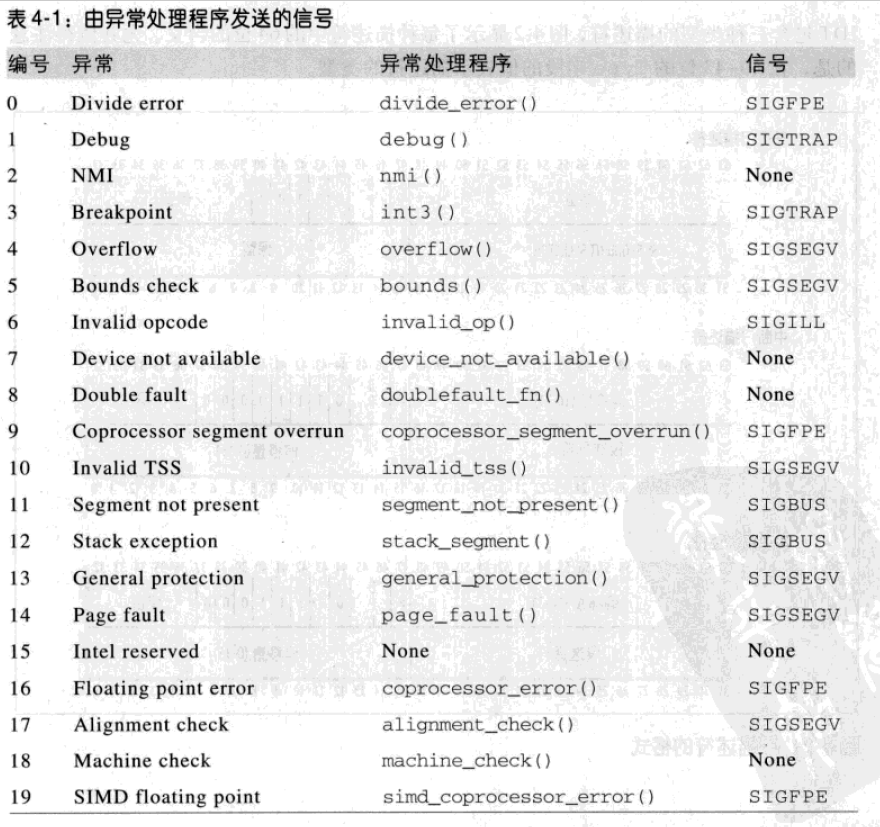 表 4-1：由异常处理程序发送的信号
编号 异常 异常处理程序 信号
0 Divide error divide_error() SIGFPE
1 Debug debug() SIGTRAP
2 NMI nmi() None
3 Breakpoint int3() SIGTRAP
4 Overflow overflow() SIGSEGV
5 Bounds check bounds() SIGSEGV
6 Invalid opcode invalid_op() SIGILL
7 Device not available device_not_available() None
8 Double fault doublefault_fn() None
9 Coprocessor segment overrun coprocessor_segment_overrun() SIGFPE
10 Invalid TSS invalid_tss() SIGSEGV
11 Segment not present segment_not_present() SIGBUS
12 Stack exception stack_segment() SIGBUS
13 General protection general_protection() SIGSEGV
14 Page fault page_fault() SIGSEGV
15 Intel reserved None None
16 Floating point error coprocessor_error() SIGFPE
17 Alignment check alignment_check() SIGSEGV
18 Machine check machine_check() None
19 SIMD floating point simd_coprocessor_error() SIGFPE